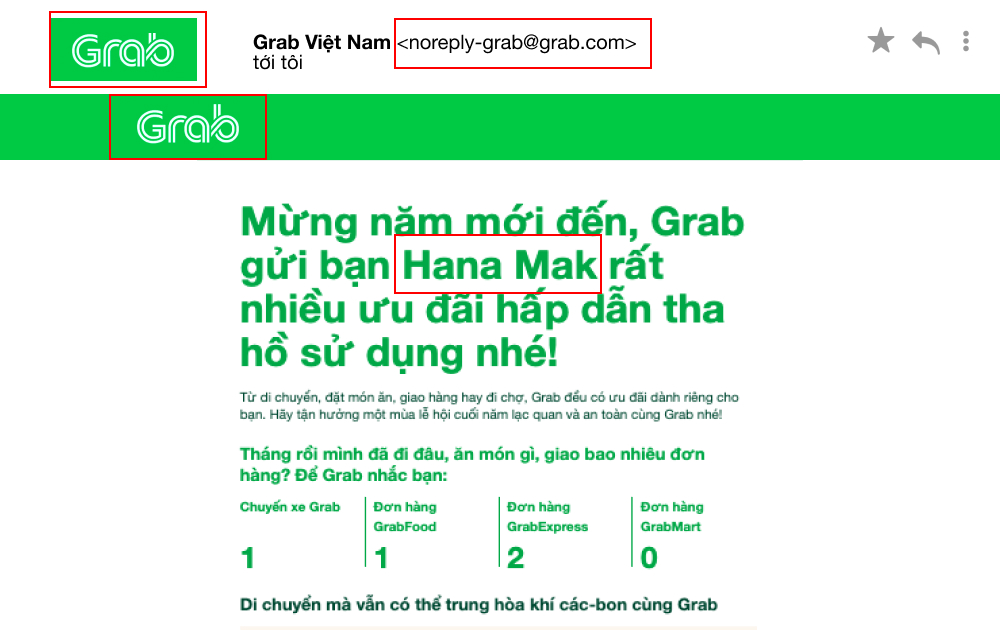 Grab
Grab Việt Nam <noreply-grab@grab.com>
tới tôi
Grab
Mừng năm mới đến, Grab
gửi bạn Hana Mak rất
nhiều ưu đãi hấp dẫn tha
hồ sử dụng nhé!
Từ di chuyển, đặt món ăn, giao hàng hay đi chợ, Grab đều có ưu đãi dành riêng cho
bạn. Hãy tận hưởng một mùa lễ hội cuối năm lạc quan và an toàn cùng Grab nhé!
Tháng rồi mình đã đi đâu, ăn món gì, giao bao nhiêu đơn
hàng? Để Grab nhắc bạn:
Chuyến xe Grab
1
Đơn hàng
GrabFood
1
Đơn hàng
GrabExpress
2
Đơn hàng
GrabMart
0
Di chuyển mà vẫn có thể trung hòa khí các-bon cùng Grab